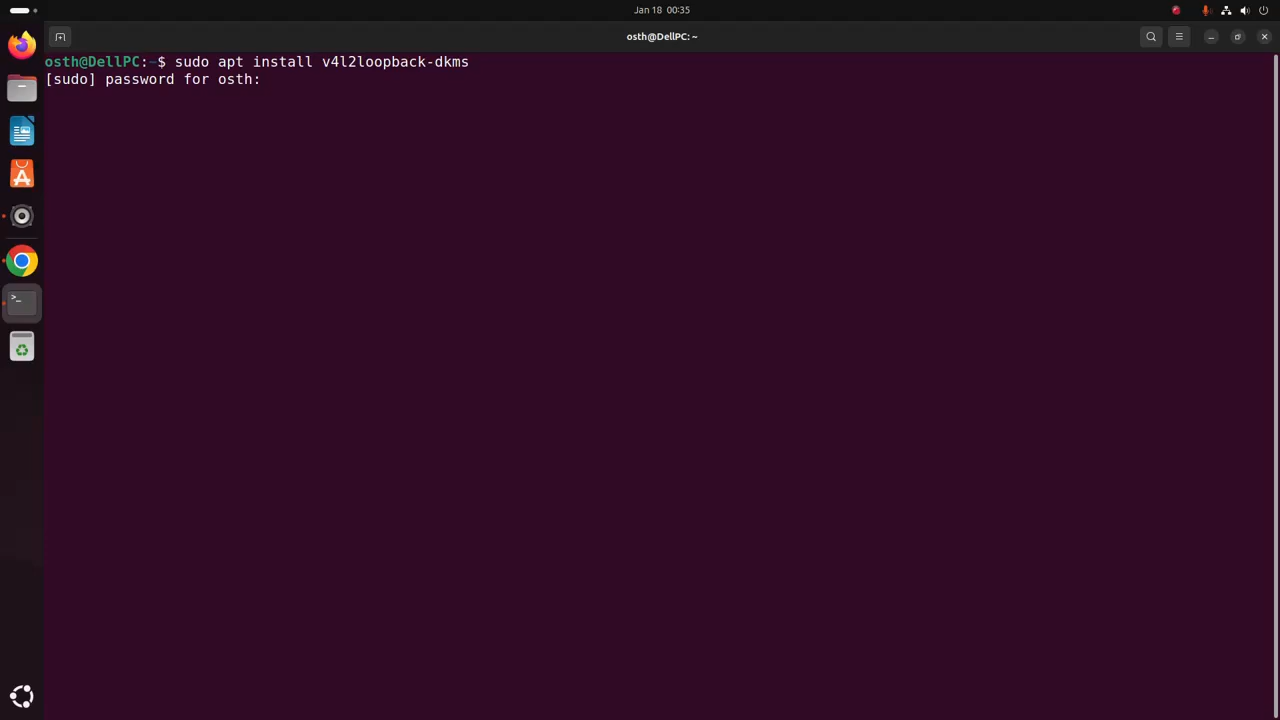 Jan 18 00:35
osth@DellPC: ~
osth@DellPC:~$ sudo apt install v4l2loopback-dkms
[sudo] password for osth: